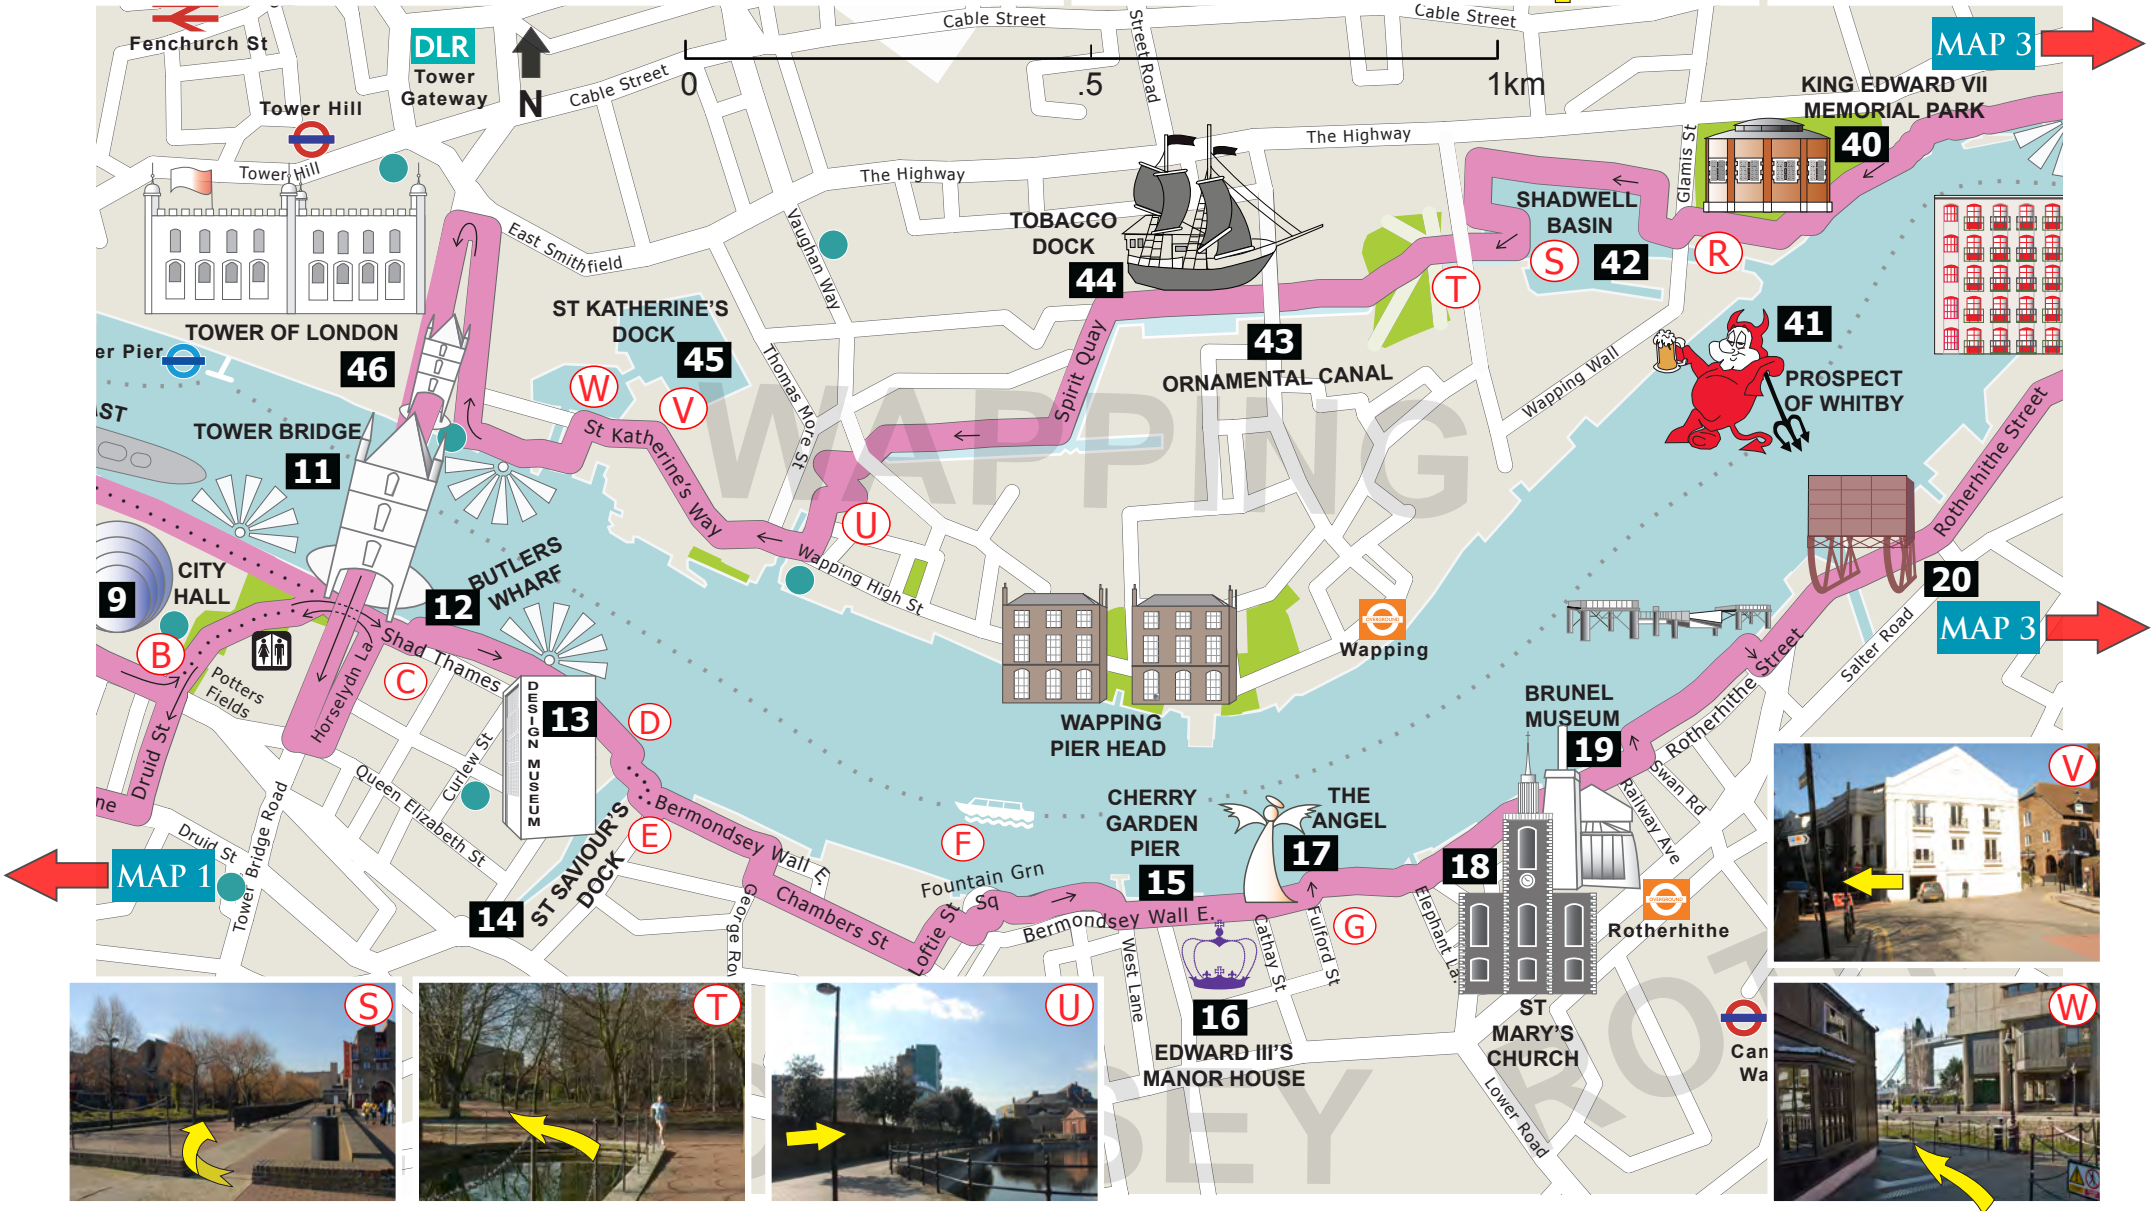 Fenchurch St
DLR
Tower
Gateway
N
Cable Street
Cable Street
Cable Street
Street Road
0
.5
1km
MAP 3
KING EDWARD VII
MEMORIAL PARK
40
Tower Hill
Tower Hill
The Highway
The Highway
Glamis St
East Smithfield
Vaughan Way
TOBACCO
DOCK
44
SHADWELL
BASIN
42
S
R
T
TOWER OF LONDON
46
er Pier
ST KATHERINE'S
DOCK
45
W
V
43
ORNAMENTAL CANAL
Spirit Quay
Thomas More St
Wapping Wall
41
PROSPECT
OF WHITBY
AST
TOWER BRIDGE
11
St Katherine's Way
WAPPING
U
Wapping High St
Rotherhithe Street
9
CITY
HALL
12
BUTLERS
WHARF
20
MAP 3
B
Potters
Fields
Horselydn La
Shad Thames
C
Wapping
WAPPING
PIER HEAD
Salter Road
Rotherhithe Street
DESIGN MUSEUM
13
D
BRUNEL
MUSEUM
19
Druid St
Curlew St
Queen Elizabeth St
Tower Bridge Road
ne
Druid St
MAP 1
E
Bermondsey Wall E.
ST SAVIOUR'S
DOCK
14
George Row
Chambers St
F
Fountain Grn
Sq
Loftie St
CHERRY
GARDEN
PIER
15
THE
ANGEL
17
Bermondsey Wall E.
West Lane
Cathay St
Fulford St
G
Elephant La.
18
Swan Rd
Railway Ave
Rotherhithe
16
EDWARD III'S
MANOR HOUSE
ST
MARY'S
CHURCH
Lower Road
Can
Wa
SEY
ROT
S
T
U
V
W